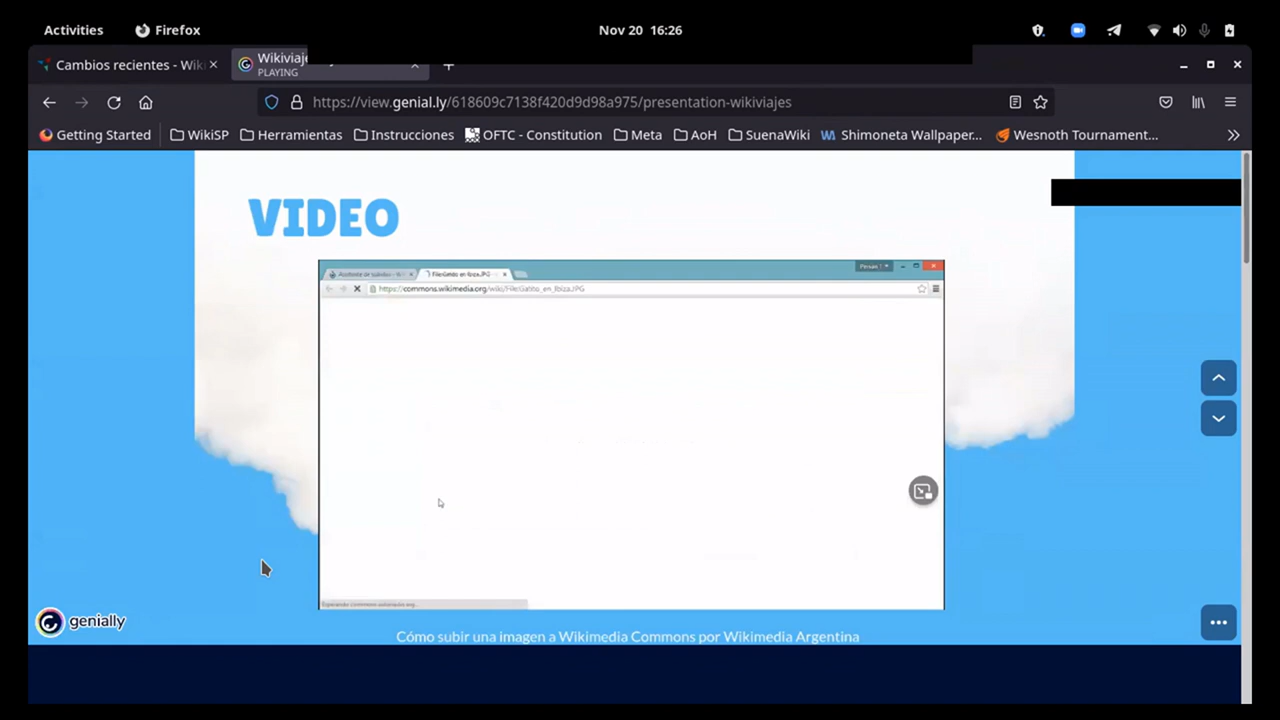 Activities
Firefox
Nov 20 16:26
Cambios recientes - Wiki
Wikiviaje
PLAYING
https://view.genial.ly/618609c7138f420d9d98a975/presentation-wikiviajes
Getting Started
WikiSP
Herramientas
Instrucciones
OFTC - Constitution
Meta
AoH
SuenaWiki
Shimoneta Wallpaper...
Wesnoth Tournament...
VIDEO
https://commons.wikimedia.org/wiki/File:Gatito_en_Ibiza.JPG
Cómo subir una imagen a Wikimedia Commons por Wikimedia Argentina
genially